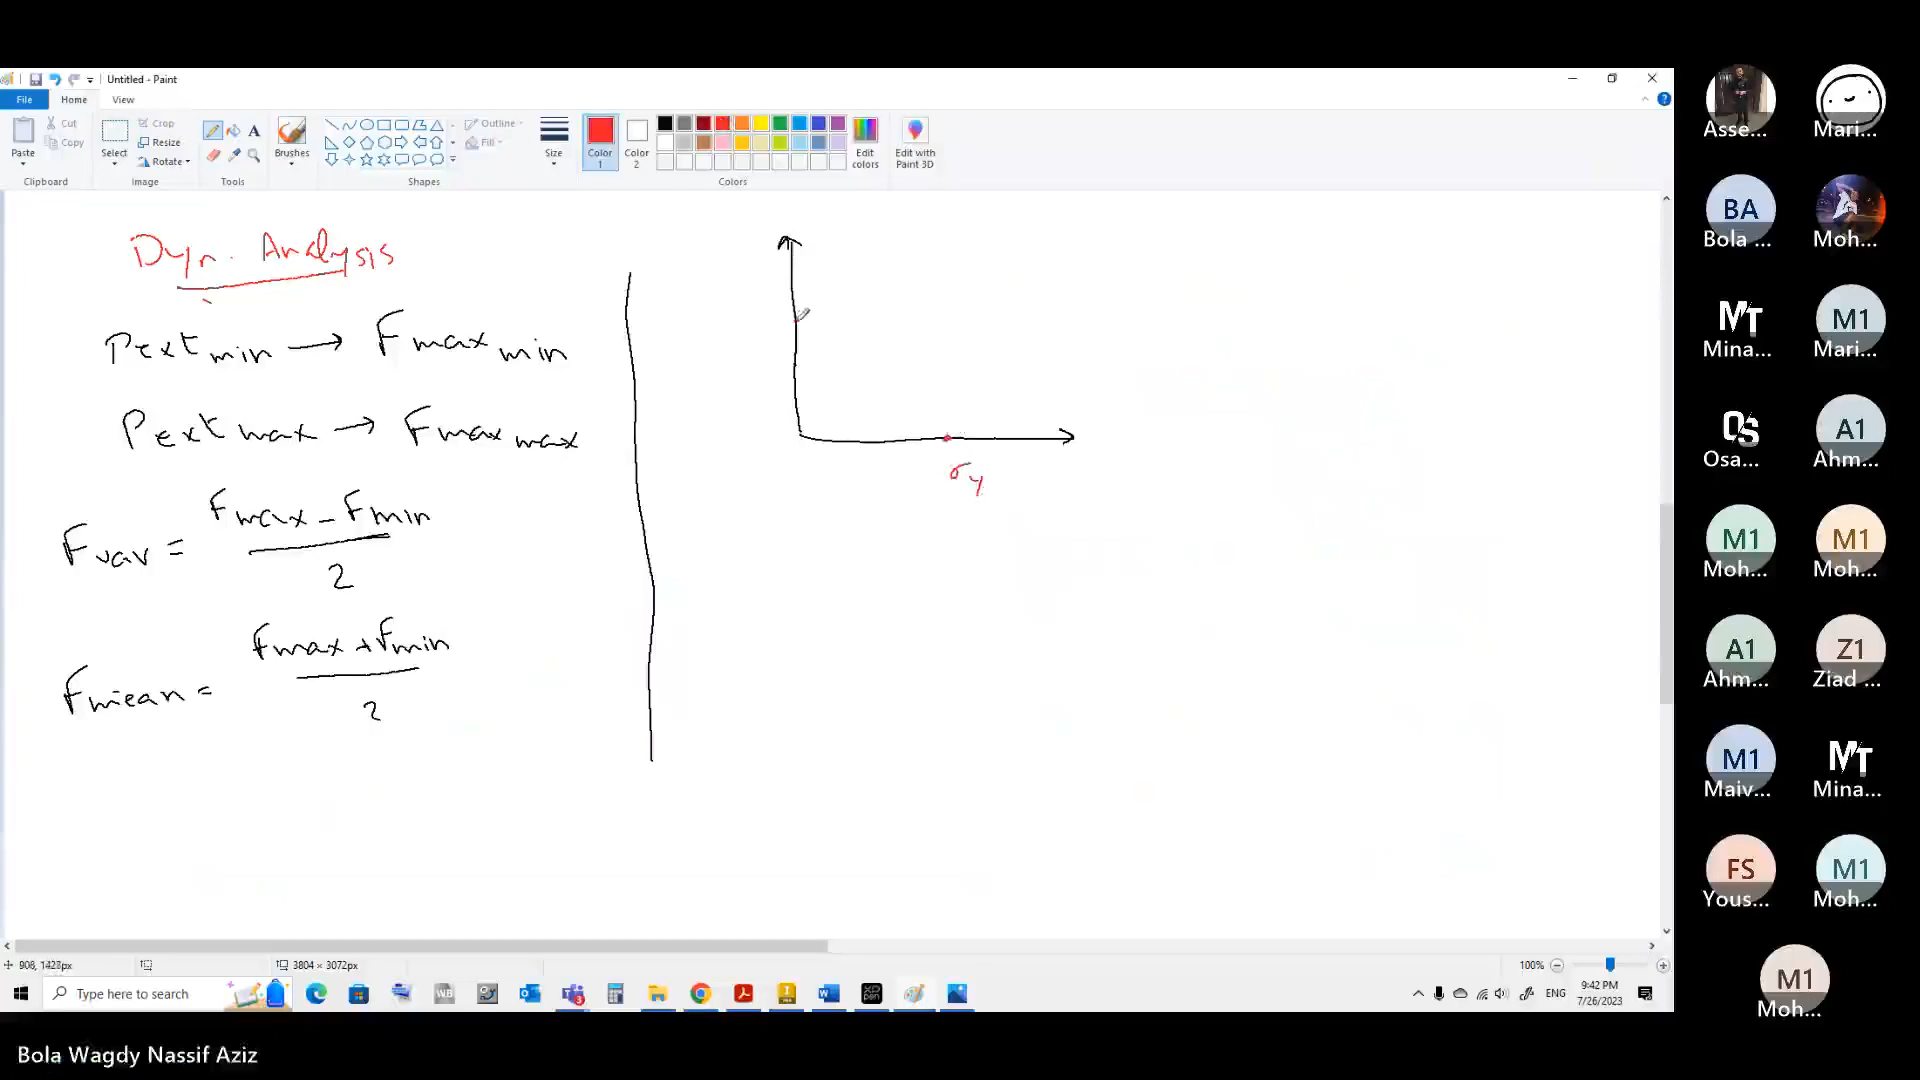 Untitled - Paint
File Home View
Paste Cut Copy Select Crop Resize Rotate Brushes Size Color 1 Color 2 Edit colors Edit with Paint 3D
Outline
Fill
Clipboard Image Tools Shapes Colors
Dyn. Analysis
Pext min → Fmax min
Pext max → Fmax max
Fvar = Fmax - Fmin
2
Fmean = Fmax + Fmin
2
σy
908, 1428px 3804 × 3072px 100%
Type here to search
ENG
9:42 PM
7/26/2023
Asse... Mari...
BA
Bola ... Moh...
MT M1
Mina... Mari...
OS A1
Osa... Ahm...
M1 M1
Moh... Moh...
A1 Z1
Ahm... Ziad ...
M1 MT
Maiv... Mina...
FS M1
Yous... Moh...
M1
Moh...
Bola Wagdy Nassif Aziz